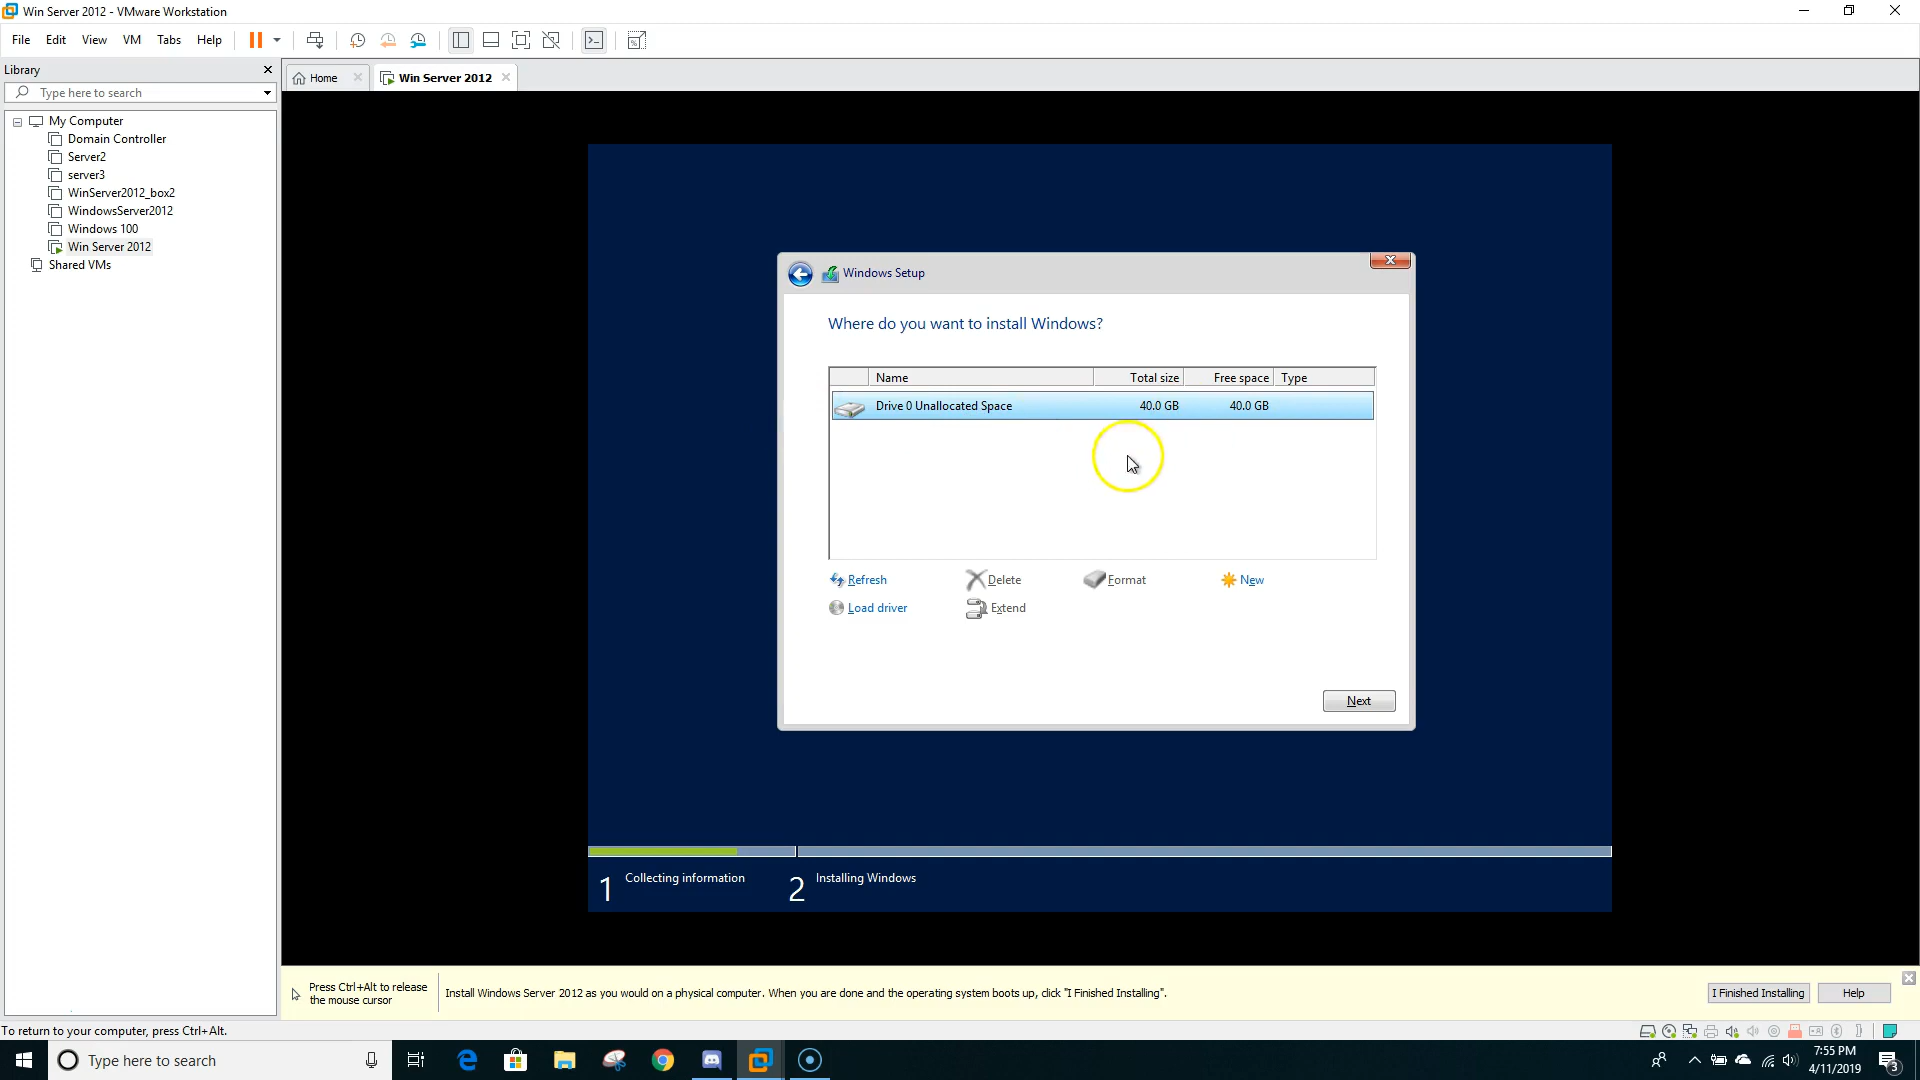 Win Server 2012 - VMware Workstation
File Edit View VM Tabs Help
Library
Type here to search
My Computer
Domain Controller
Server2
server3
WinServer2012_box2
WindowsServer2012
Windows 100
Win Server 2012
Shared VMs
Home
Win Server 2012
Windows Setup
Where do you want to install Windows?
Name Total size Free space Type
Drive 0 Unallocated Space 40.0 GB 40.0 GB
Refresh Delete Format New
Load driver Extend
Next
1 Collecting information 2 Installing Windows
Press Ctrl+Alt to release
the mouse cursor
Install Windows Server 2012 as you would on a physical computer. When you are done and the operating system boots up, click "I Finished Installing".
I Finished Installing
Help
To return to your computer, press Ctrl+Alt.
Type here to search
7:55 PM
4/11/2019
3